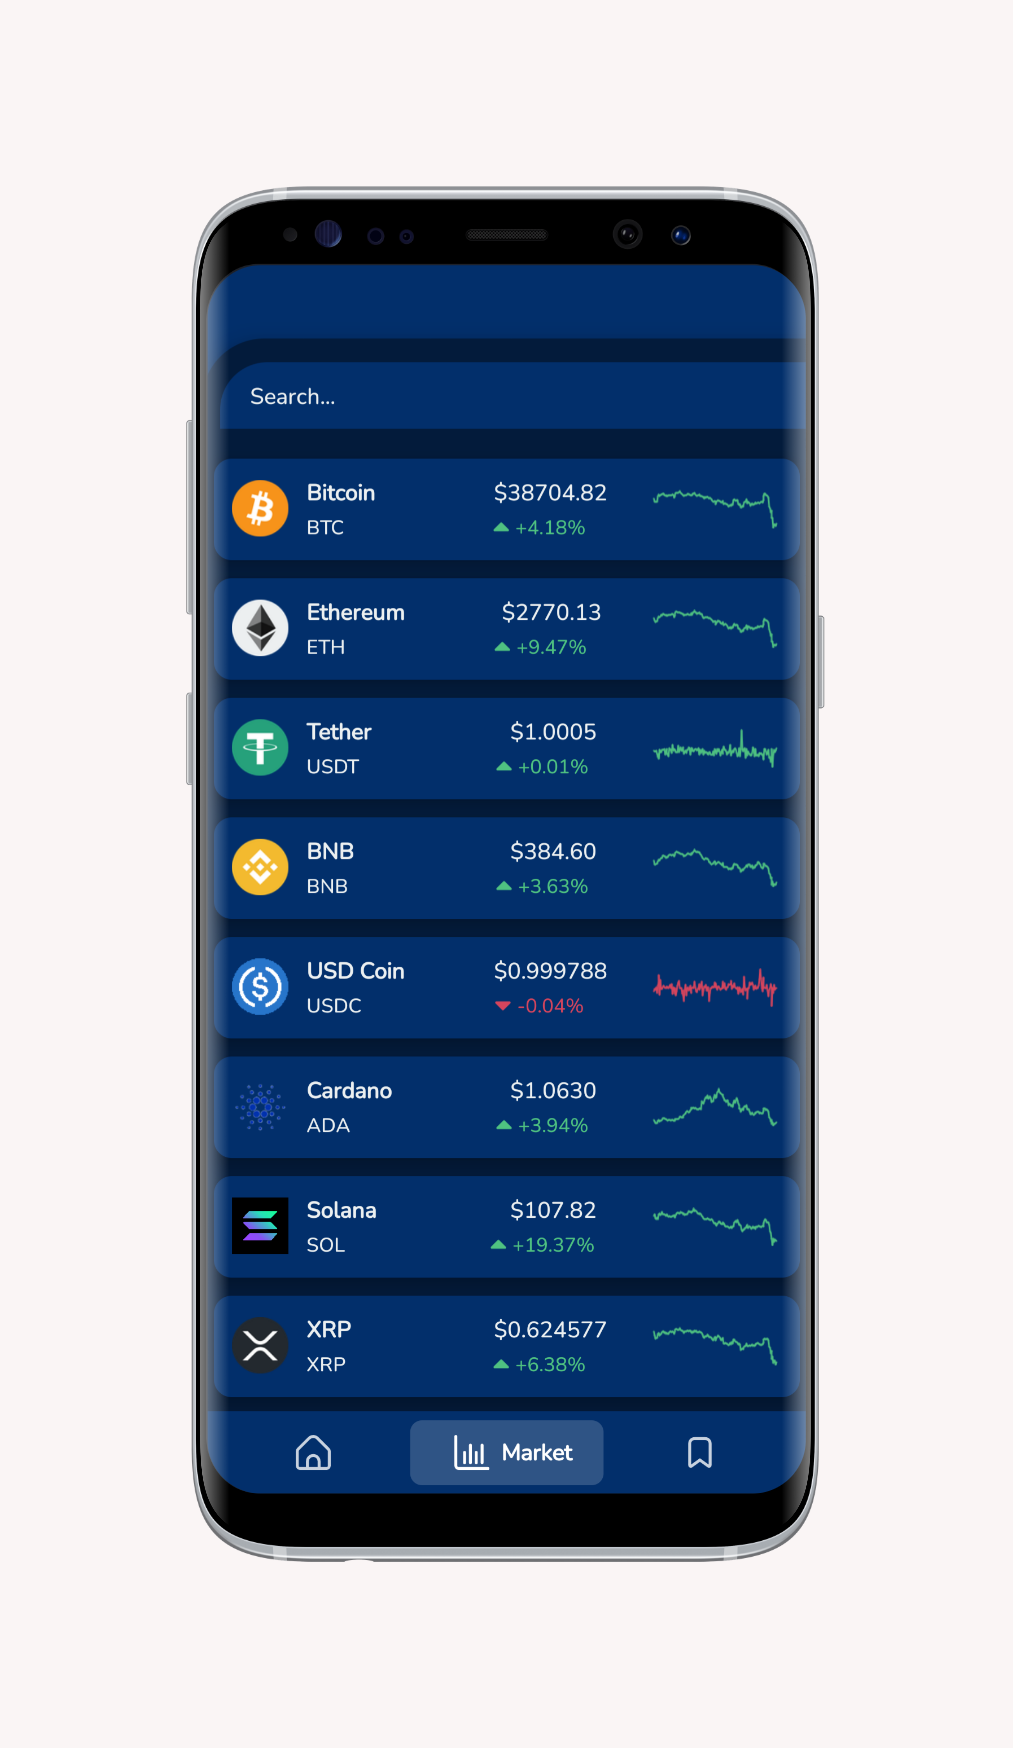 Search...
Bitcoin $38704.82
BTC +4.18%
Ethereum $2770.13
ETH +9.47%
Tether $1.0005
USDT +0.01%
BNB $384.60
BNB +3.63%
USD Coin $0.999788
USDC -0.04%
Cardano $1.0630
ADA +3.94%
Solana $107.82
SOL +19.37%
XRP $0.624577
XRP +6.38%
Market